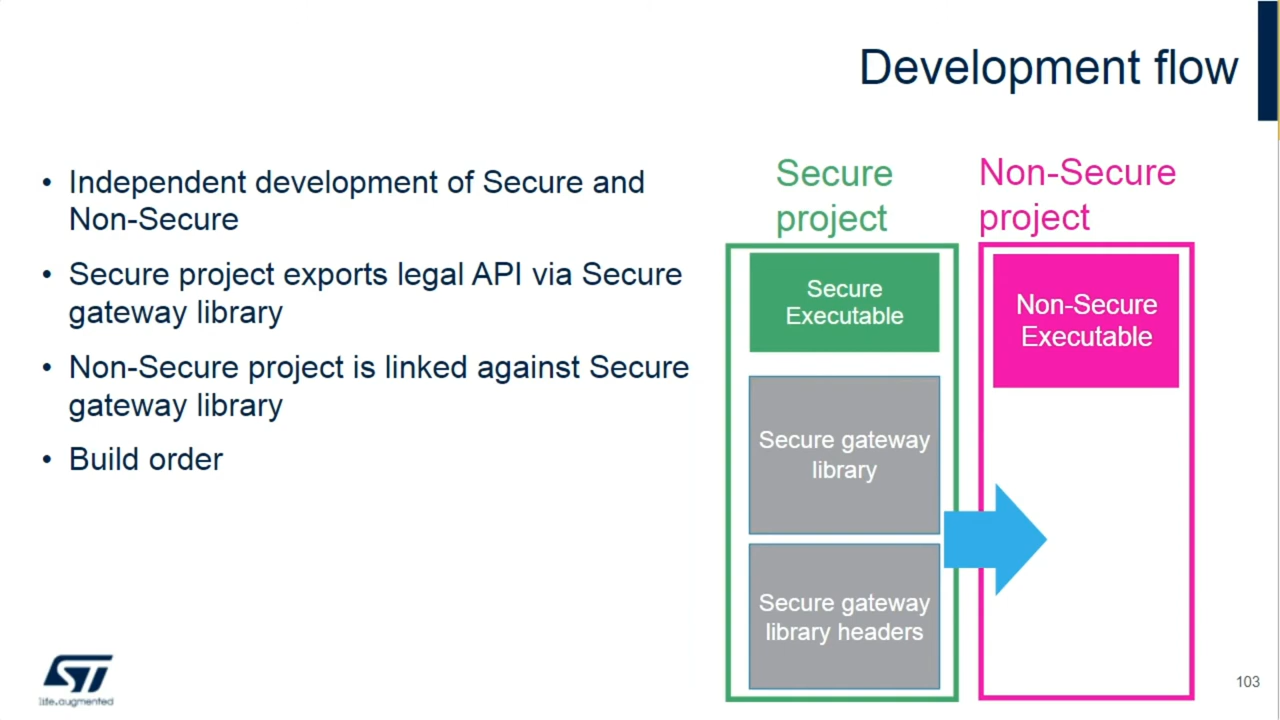 Development flow
• Independent development of Secure and
Non-Secure
• Secure project exports legal API via Secure
gateway library
• Non-Secure project is linked against Secure
gateway library
• Build order
Secure
project
Non-Secure
project
Secure
Executable
Non-Secure
Executable
Secure gateway
library
Secure gateway
library headers
ST
life.augmented
103